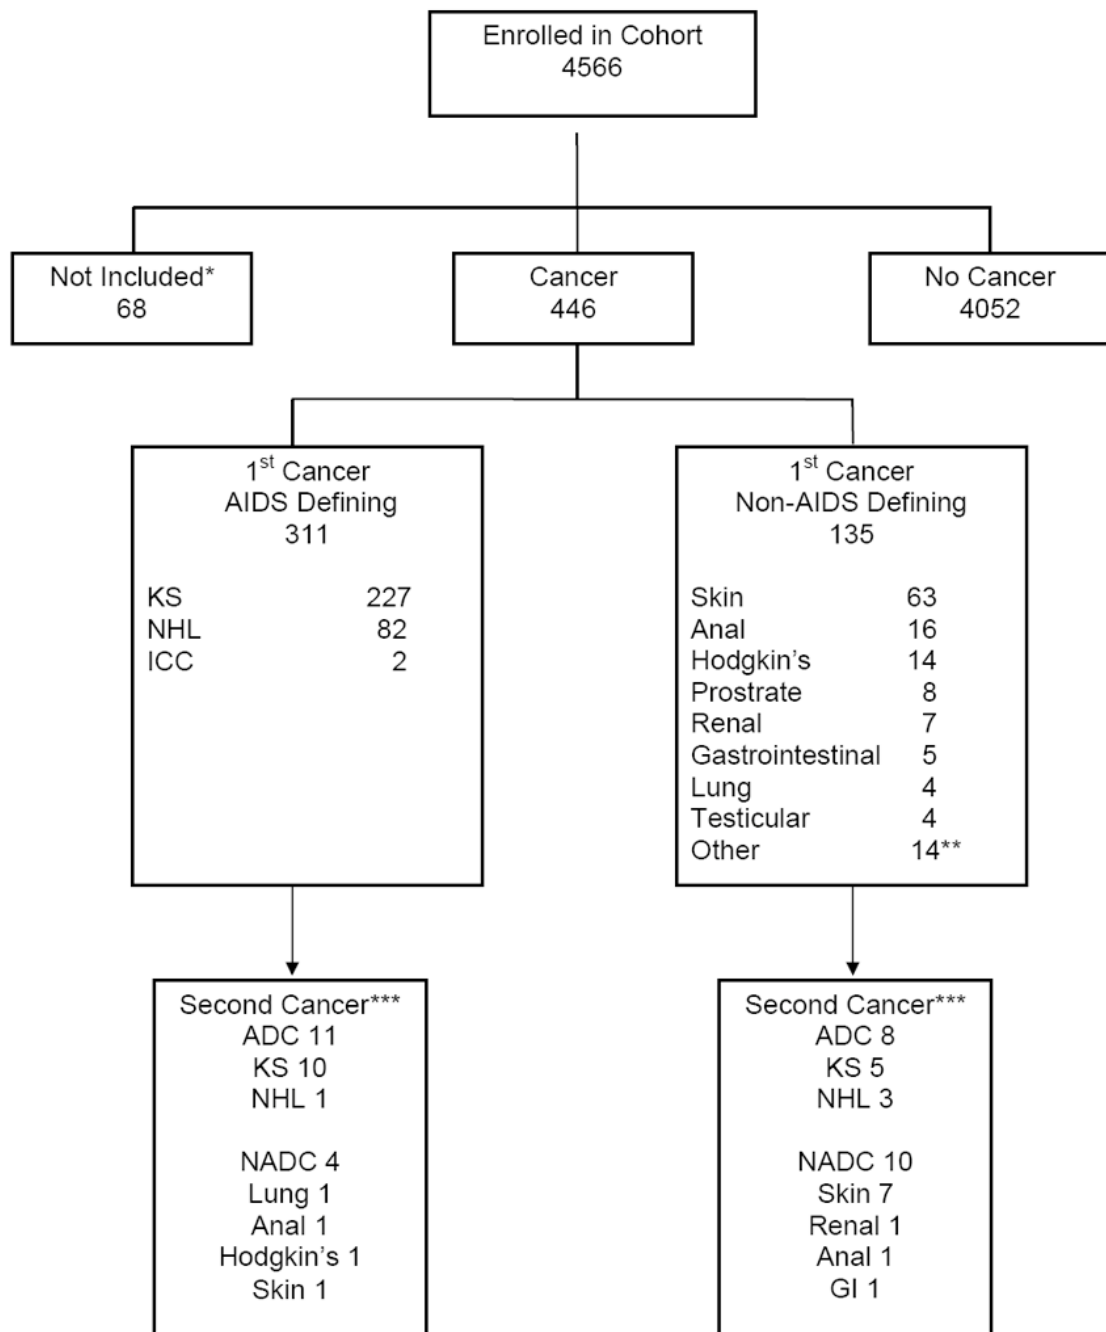 Enrolled in Cohort
4566
Not Included*
68
Cancer
446
No Cancer
4052
1st Cancer
AIDS Defining
311
KS 227
NHL 82
ICC 2
1st Cancer
Non-AIDS Defining
135
Skin 63
Anal 16
Hodgkin's 14
Prostrate 8
Renal 7
Gastrointestinal 5
Lung 4
Testicular 4
Other 14**
Second Cancer***
ADC 11
KS 10
NHL 1
NADC 4
Lung 1
Anal 1
Hodgkin's 1
Skin 1
Second Cancer***
ADC 8
KS 5
NHL 3
NADC 10
Skin 7
Renal 1
Anal 1
GI 1